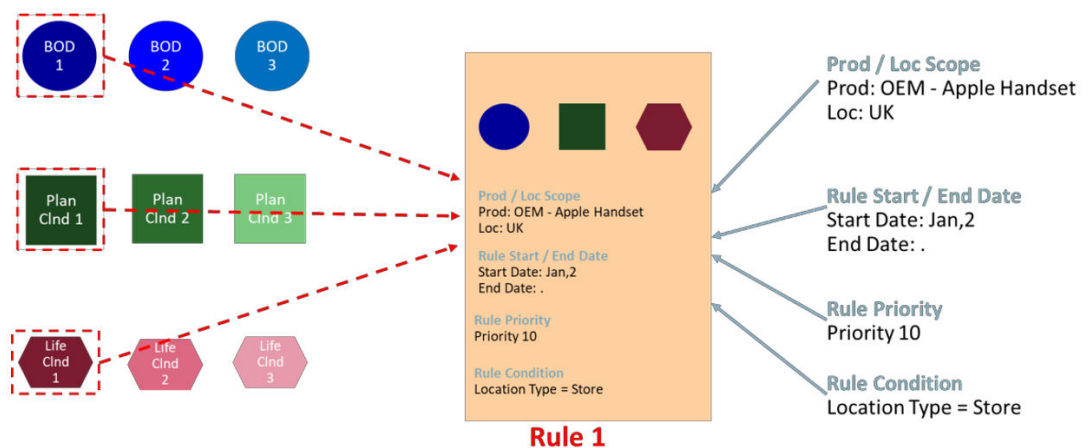 BOD
1
BOD
2
BOD
3
Plan
Clnd 1
Plan
Clnd 2
Plan
Clnd 3
Life
Clnd
1
Life
Clnd
2
Life
Clnd
3
Prod / Loc Scope
Prod: OEM - Apple Handset
Loc: UK
Rule Start / End Date
Start Date: Jan,2
End Date: .
Rule Priority
Priority 10
Rule Condition
Location Type = Store
Rule 1
Prod / Loc Scope
Prod: OEM - Apple Handset
Loc: UK
Rule Start / End Date
Start Date: Jan,2
End Date: .
Rule Priority
Priority 10
Rule Condition
Location Type = Store